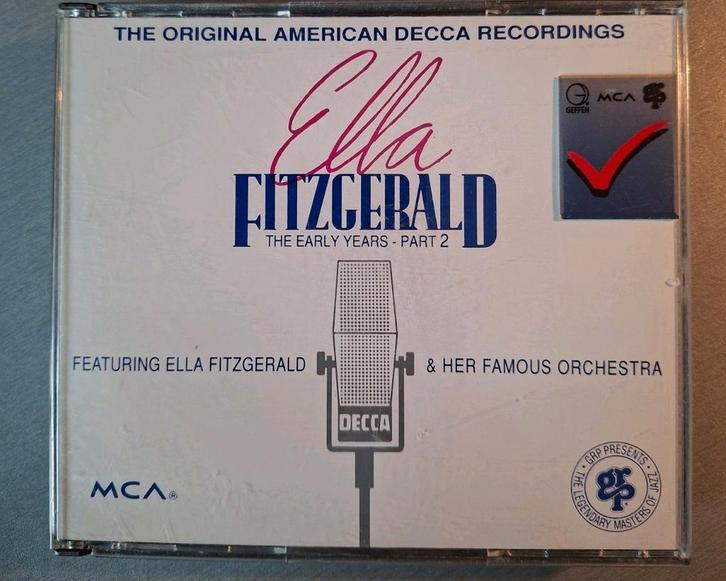 THE ORIGINAL AMERICAN DECCA RECORDINGS
Ella
FITZGERALD
THE EARLY YEARS - PART 2
GEFFEN MCA GRP
FEATURING ELLA FITZGERALD & HER FAMOUS ORCHESTRA
DECCA
MCA®
GRP PRESENTS • THE LEGENDARY MASTERS OF JAZZ •
grp